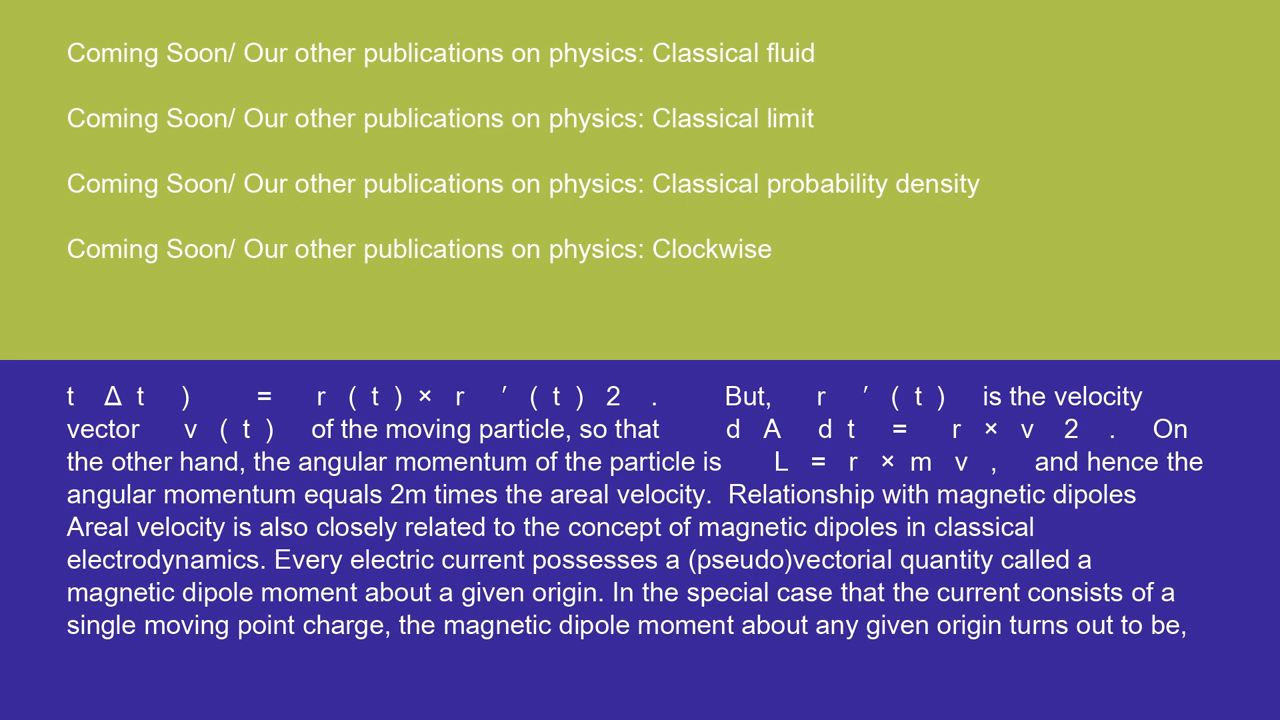 Coming Soon/ Our other publications on physics: Classical fluid
Coming Soon/ Our other publications on physics: Classical limit
Coming Soon/ Our other publications on physics: Classical probability density
Coming Soon/ Our other publications on physics: Clockwise
t Δ t ) = r ( t ) × r ′ ( t ) 2 . But, r ′ ( t ) is the velocity
vector v ( t ) of the moving particle, so that d A d t = r × v 2 . On
the other hand, the angular momentum of the particle is L = r × m v , and hence the
angular momentum equals 2m times the areal velocity. Relationship with magnetic dipoles
Areal velocity is also closely related to the concept of magnetic dipoles in classical
electrodynamics. Every electric current possesses a (pseudo)vectorial quantity called a
magnetic dipole moment about a given origin. In the special case that the current consists of a
single moving point charge, the magnetic dipole moment about any given origin turns out to be,